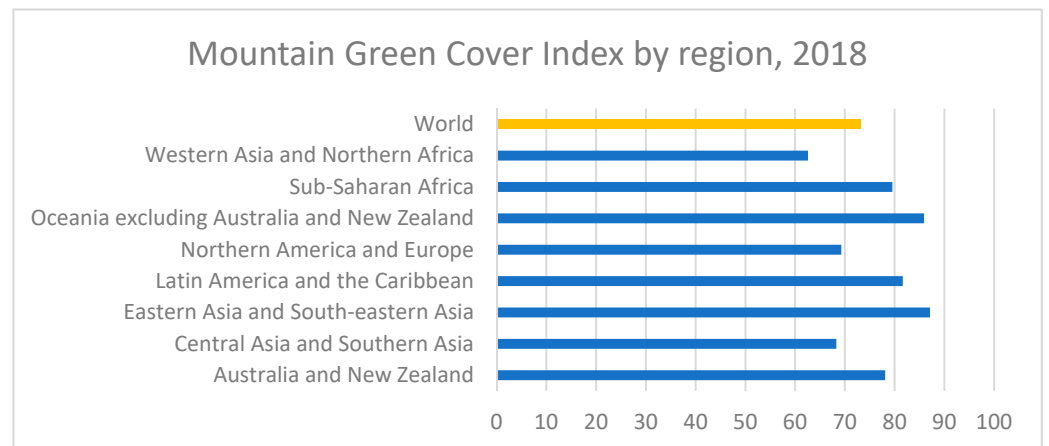 Mountain Green Cover Index by region, 2018
World
Western Asia and Northern Africa
Sub-Saharan Africa
Oceania excluding Australia and New Zealand
Northern America and Europe
Latin America and the Caribbean
Eastern Asia and South-eastern Asia
Central Asia and Southern Asia
Australia and New Zealand
0 10 20 30 40 50 60 70 80 90 100